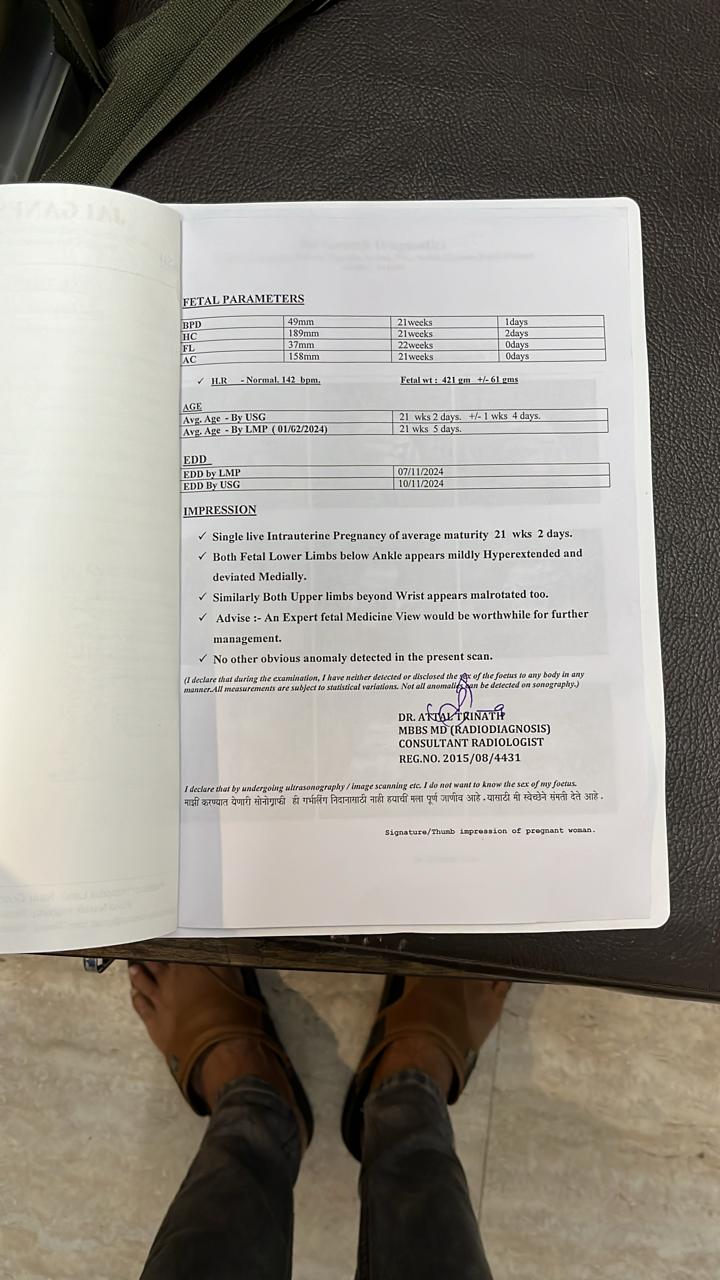 FETAL PARAMETERS
BPD 49mm 21weeks 1days
HC 189mm 21weeks 2days
FL 37mm 22weeks 0days
AC 158mm 21weeks 0days
✓ H.R - Normal. 142 bpm. Fetal wt : 421 gm +/- 61 gms
AGE
Avg. Age - By USG 21 wks 2 days. +/- 1 wks 4 days.
Avg. Age - By LMP ( 01/02/2024) 21 wks 5 days.
EDD
EDD by LMP 07/11/2024
EDD By USG 10/11/2024
IMPRESSION
✓ Single live Intrauterine Pregnancy of average maturity 21 wks 2 days.
✓ Both Fetal Lower Limbs below Ankle appears mildly Hyperextended and
deviated Medially.
✓ Similarly Both Upper limbs beyond Wrist appears malrotated too.
✓ Advise :- An Expert fetal Medicine View would be worthwhile for further
management.
✓ No other obvious anomaly detected in the present scan.
(I declare that during the examination, I have neither detected or disclosed the sex of the foetus to any body in any
manner.All measurements are subject to statistical variations. Not all anomalies can be detected on sonography.)
DR. ATTAL TRINATH
MBBS MD (RADIODIAGNOSIS)
CONSULTANT RADIOLOGIST
REG.NO. 2015/08/4431
I declare that by undergoing ultrasonography / image scanning etc. I do not want to know the sex of my foetus.
माझी करण्यात येणारी सोनोग्राफी ही गर्भलिंग निदानासाठी नाही हयाची मला पूर्ण जाणीव आहे .यासाठी मी स्वेच्छेने संमती देते आहे .
Signature/Thumb impression of pregnant woman.